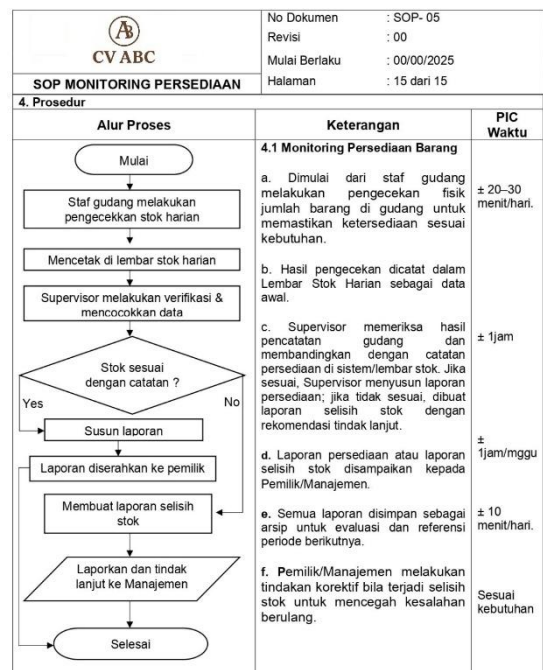 AB
CV ABC
SOP MONITORING PERSEDIAAN
No Dokumen : SOP- 05
Revisi : 00
Mulai Berlaku : 00/00/2025
Halaman : 15 dari 15
4. Prosedur
Alur Proses
Keterangan
PIC
Waktu
Mulai
Staf gudang melakukan
pengecekkan stok harian
Mencetak di lembar stok harian
Supervisor melakukan verifikasi &
mencocokkan data
Stok sesuai
dengan catatan ?
Yes
No
Susun laporan
Laporan diserahkan ke pemilik
Membuat laporan selisih
stok
Laporkan dan tindak
lanjut ke Manajemen
Selesai
4.1 Monitoring Persediaan Barang
a. Dimulai dari staf gudang
melakukan pengecekan fisik
jumlah barang di gudang untuk
memastikan ketersediaan sesuai
kebutuhan.
b. Hasil pengecekan dicatat dalam
Lembar Stok Harian sebagai data
awal.
c. Supervisor memeriksa hasil
pencatatan gudang dan
membandingkan dengan catatan
persediaan di sistem/lembar stok. Jika
sesuai, Supervisor menyusun laporan
persediaan; jika tidak sesuai, dibuat
laporan selisih stok dengan
rekomendasi tindak lanjut.
d. Laporan persediaan atau laporan
selisih stok disampaikan kepada
Pemilik/Manajemen.
e. Semua laporan disimpan sebagai
arsip untuk evaluasi dan referensi
periode berikutnya.
f. Pemilik/Manajemen melakukan
tindakan korektif bila terjadi selisih
stok untuk mencegah kesalahan
berulang.
± 20–30
menit/hari.
± 1jam
±
1jam/mggu
± 10
menit/hari.
Sesuai
kebutuhan